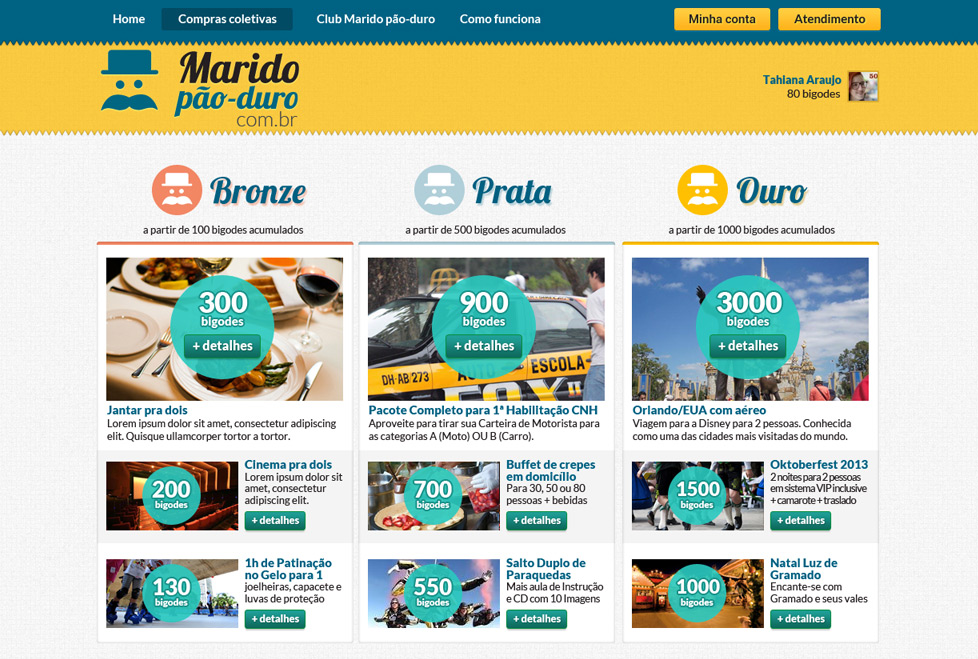 Home
Compras coletivas
Club Marido pão-duro
Como funciona
Minha conta
Atendimento
Marido
pão-duro
com.br
Tahiana Araujo
80 bigodes
50
Bronze
a partir de 100 bigodes acumulados
300
bigodes
+ detalhes
Jantar pra dois
Lorem ipsum dolor sit amet, consectetur adipiscing
elit. Quisque ullamcorper tortor a tortor.
200
bigodes
Cinema pra dois
Lorem ipsum dolor sit
amet, consectetur
adipiscing elit.
+ detalhes
130
bigodes
1h de Patinação
no Gelo para 1
joelheiras, capacete e
luvas de proteção
+ detalhes
Prata
a partir de 500 bigodes acumulados
900
bigodes
+ detalhes
DH-AB 273
AUTO ESCOLA-
FOX
Pacote Completo para 1ª Habilitação CNH
Aproveite para tirar sua Carteira de Motorista para
as categorias A (Moto) OU B (Carro).
700
bigodes
Buffet de crepes
em domicílio
Para 30, 50 ou 80
pessoas + bebidas
+ detalhes
550
bigodes
Salto Duplo de
Paraquedas
Mais aula de Instrução
e CD com 10 Imagens
+ detalhes
Ouro
a partir de 1000 bigodes acumulados
3000
bigodes
+ detalhes
Orlando/EUA com aéreo
Viagem para a Disney para 2 pessoas. Conhecida
como uma das cidades mais visitadas do mundo.
1500
bigodes
Oktoberfest 2013
2 noites para 2 pessoas
em sistema VIP inclusive
+ camarote + traslado
+ detalhes
1000
bigodes
Natal Luz de
Gramado
Encante-se com
Gramado e seus vales
+ detalhes